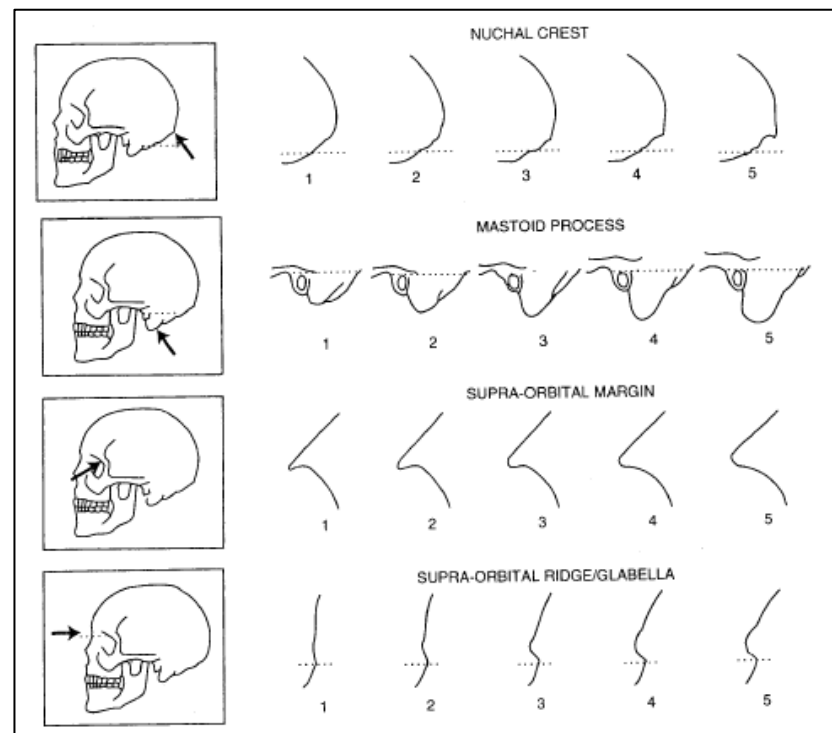 NUCHAL CREST
1 2 3 4 5
MASTOID PROCESS
1 2 3 4 5
SUPRA-ORBITAL MARGIN
1 2 3 4 5
SUPRA-ORBITAL RIDGE/GLABELLA
1 2 3 4 5